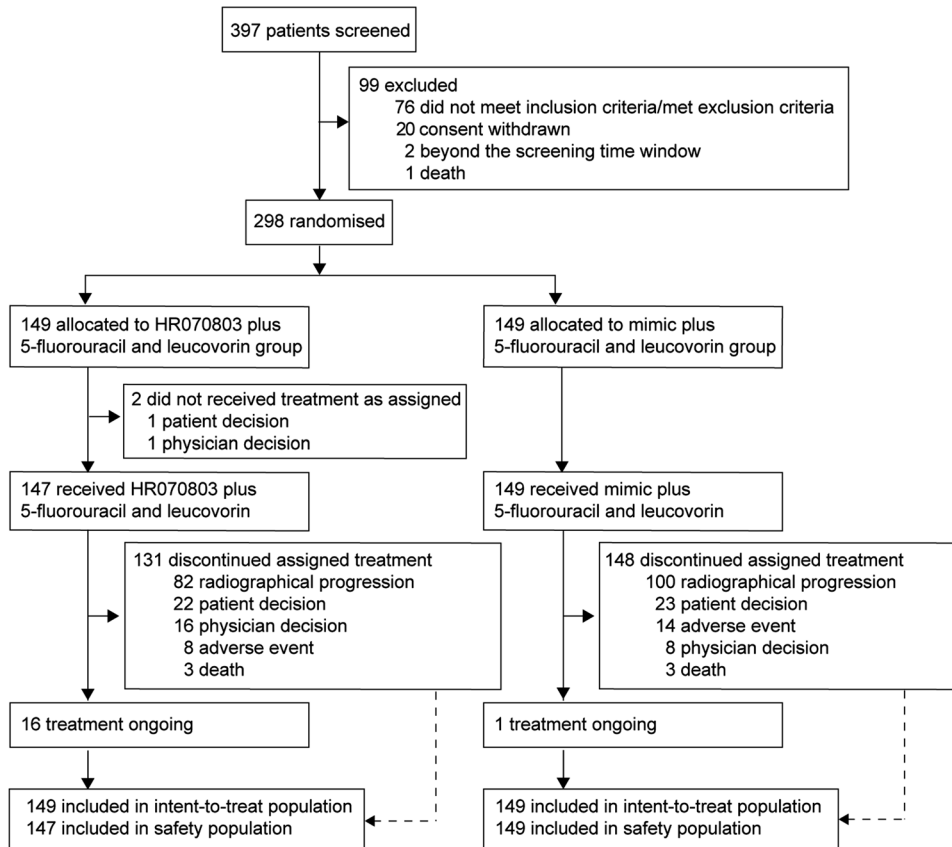 397 patients screened
99 excluded
76 did not meet inclusion criteria/met exclusion criteria
20 consent withdrawn
2 beyond the screening time window
1 death
298 randomised
149 allocated to HR070803 plus
5-fluorouracil and leucovorin group
149 allocated to mimic plus
5-fluorouracil and leucovorin group
2 did not received treatment as assigned
1 patient decision
1 physician decision
147 received HR070803 plus
5-fluorouracil and leucovorin
149 received mimic plus
5-fluorouracil and leucovorin
131 discontinued assigned treatment
82 radiographical progression
22 patient decision
16 physician decision
8 adverse event
3 death
148 discontinued assigned treatment
100 radiographical progression
23 patient decision
14 adverse event
8 physician decision
3 death
16 treatment ongoing
1 treatment ongoing
149 included in intent-to-treat population
147 included in safety population
149 included in intent-to-treat population
149 included in safety population